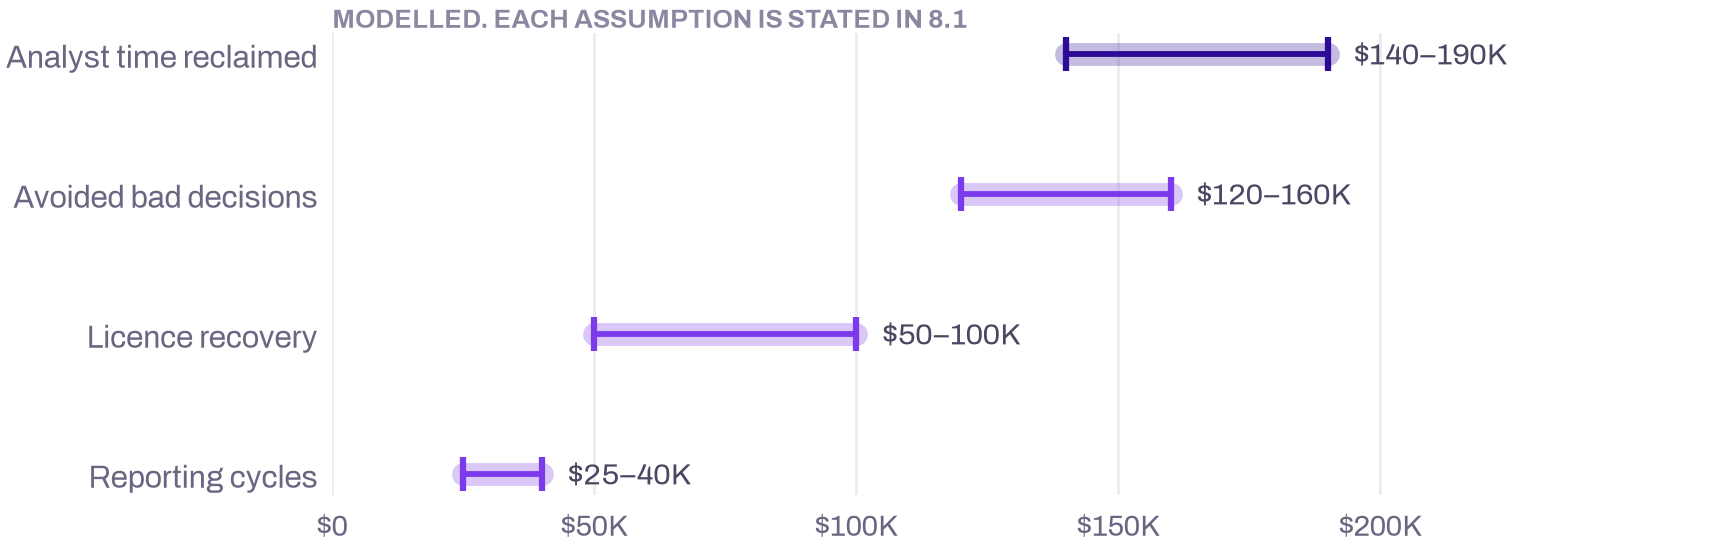 MODELLED. EACH ASSUMPTION IS STATED IN 8.1
Analyst time reclaimed $140–190K
Avoided bad decisions $120–160K
Licence recovery $50–100K
Reporting cycles $25–40K
$0 $50K $100K $150K $200K